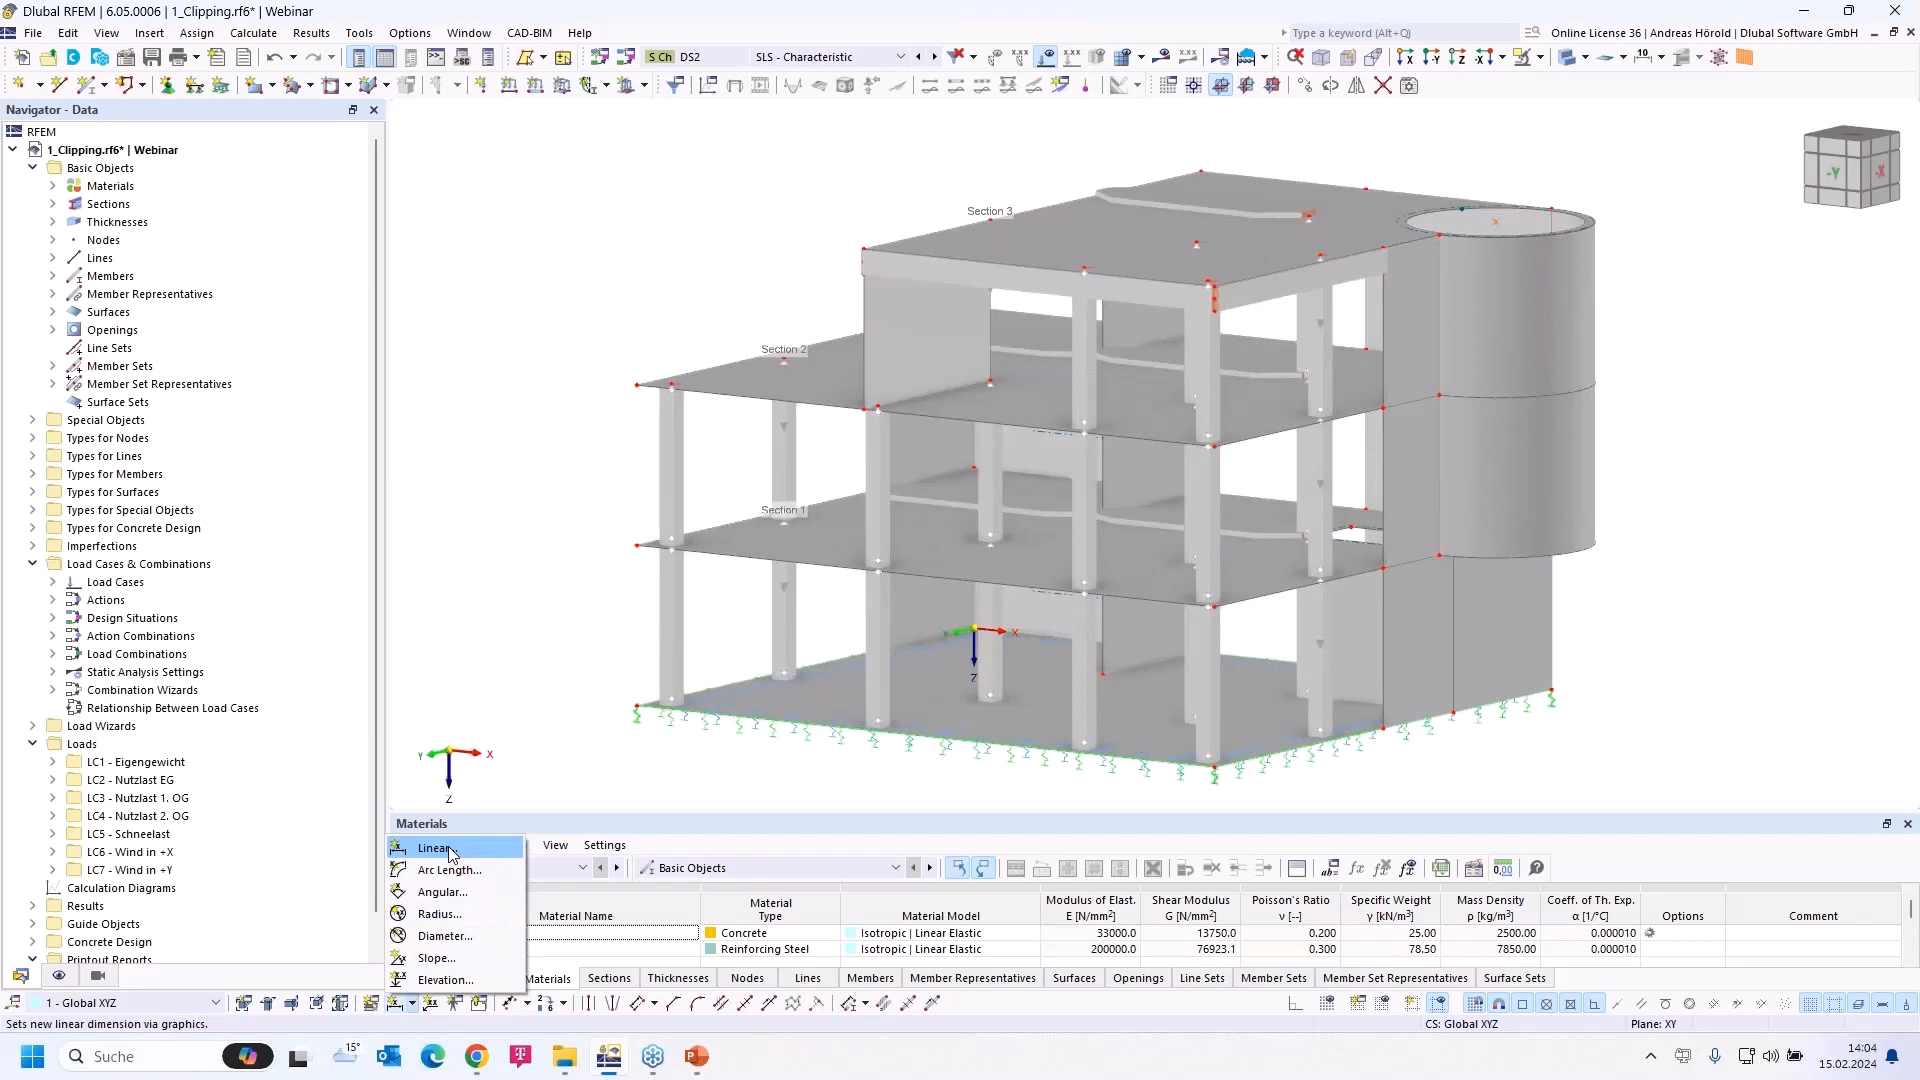 Dlubal RFEM | 6.05.0006 | 1_Clipping.rf6* | Webinar
File Edit View Insert Assign Calculate Results Tools Options Window CAD-BIM Help
Type a keyword (Alt+Q)
Online License 36 | Andreas Hörold | Dlubal Software GmbH
S Ch DS2 SLS - Characteristic
Navigator - Data
RFEM
1_Clipping.rf6* | Webinar
Basic Objects
Materials
Sections
Thicknesses
Nodes
Lines
Members
Member Representatives
Surfaces
Openings
Line Sets
Member Sets
Member Set Representatives
Surface Sets
Special Objects
Types for Nodes
Types for Lines
Types for Members
Types for Surfaces
Types for Special Objects
Types for Concrete Design
Imperfections
Load Cases & Combinations
Load Cases
Actions
Design Situations
Action Combinations
Load Combinations
Static Analysis Settings
Combination Wizards
Relationship Between Load Cases
Load Wizards
Loads
LC1 - Eigengewicht
LC2 - Nutzlast EG
LC3 - Nutzlast 1. OG
LC4 - Nutzlast 2. OG
LC5 - Schneelast
LC6 - Wind in +X
LC7 - Wind in +Y
Calculation Diagrams
Results
Guide Objects
Concrete Design
Printout Reports
Section 3
Section 2
Section 1
Y X
Z
Y X
Z
-Y -X
Materials
Linear...
Arc Length...
Angular...
Radius...
Diameter...
Slope...
Elevation...
View Settings
Basic Objects
Material Name
Material Type
Material Model
Modulus of Elast. E [N/mm²]
Shear Modulus G [N/mm²]
Poisson's Ratio ν [--]
Specific Weight γ [kN/m³]
Mass Density ρ [kg/m³]
Coeff. of Th. Exp. α [1/°C]
Options
Comment
Concrete Isotropic | Linear Elastic 33000.0 13750.0 0.200 25.00 2500.00 0.000010
Reinforcing Steel Isotropic | Linear Elastic 200000.0 76923.1 0.300 78.50 7850.00 0.000010
Materials Sections Thicknesses Nodes Lines Members Member Representatives Surfaces Openings Line Sets Member Sets Member Set Representatives Surface Sets
1 - Global XYZ
Sets new linear dimension via graphics.
CS: Global XYZ
Plane: XY
Suche
15°
14:04
15.02.2024